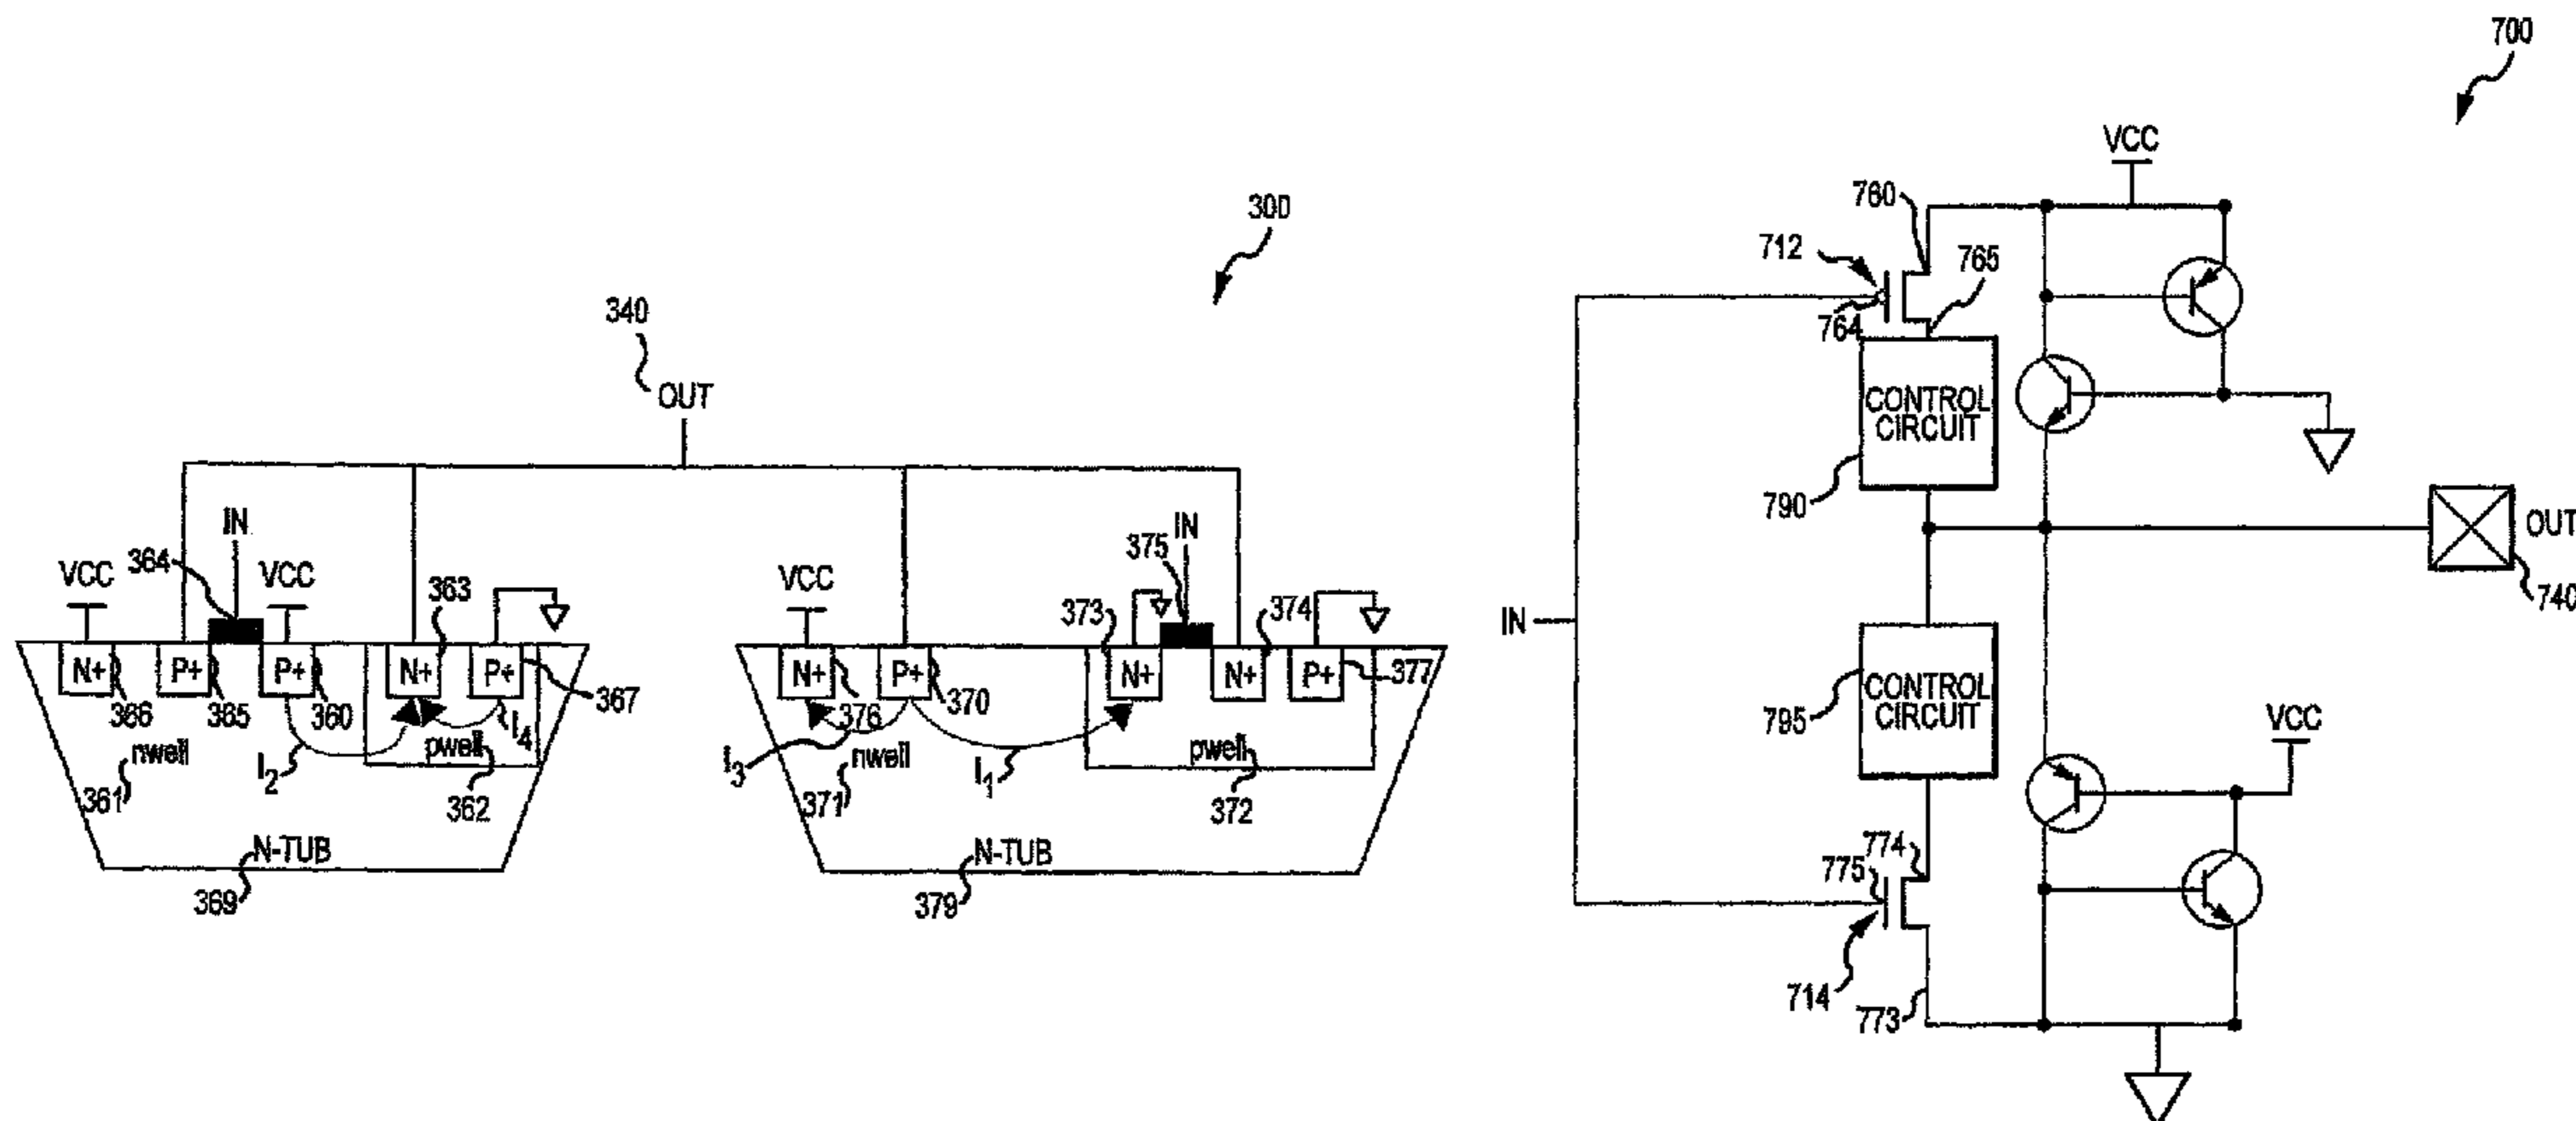 300
340
OUT
IN
364
VCC
VCC
363
N+
P+
P+
N+
P+
366
365
360
367
nwell
361
I2
pwell
I4
362
N-TUB
369
VCC
375
IN
373
374
N+
P+
N+
N+
P+
376
370
377
I3
nwell
371
I1
pwell
372
N-TUB
379
700
VCC
760
712
765
764
CONTROL
CIRCUIT
790
OUT
740
IN
CONTROL
CIRCUIT
795
VCC
774
775
714
773